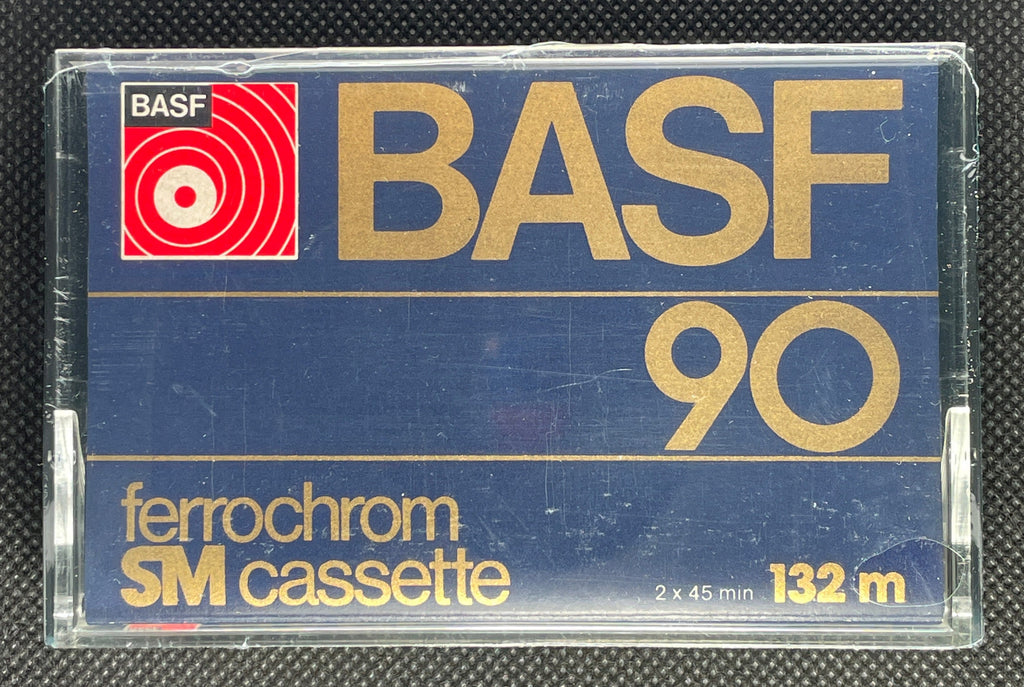 BASF
BASF
90
ferrochrom
SM cassette
2 x 45 min 132 m